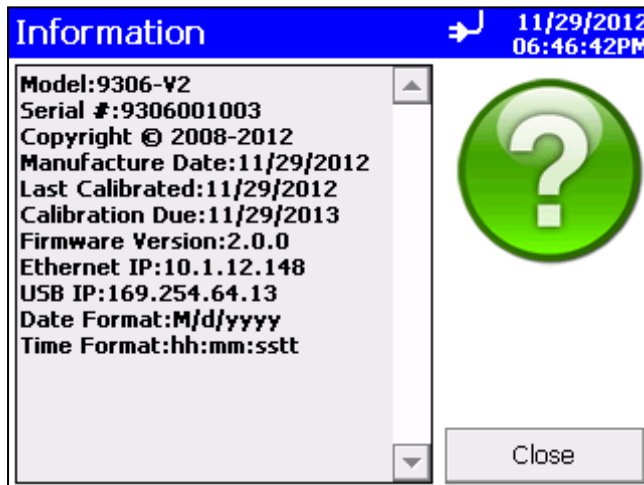 Information
11/29/2012
06:46:42PM
Model:9306-V2
Serial #:9306001003
Copyright © 2008-2012
Manufacture Date:11/29/2012
Last Calibrated:11/29/2012
Calibration Due:11/29/2013
Firmware Version:2.0.0
Ethernet IP:10.1.12.148
USB IP:169.254.64.13
Date Format:M/d/yyyy
Time Format:hh:mm:sstt
?
Close